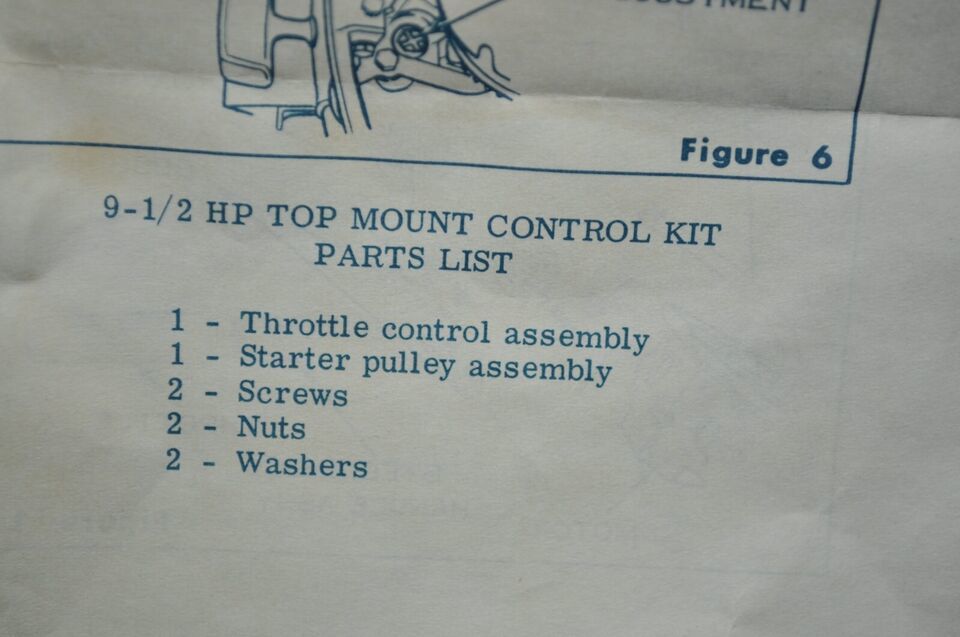 Figure 6
9-1/2 HP TOP MOUNT CONTROL KIT
PARTS LIST
1 - Throttle control assembly
1 - Starter pulley assembly
2 - Screws
2 - Nuts
2 - Washers